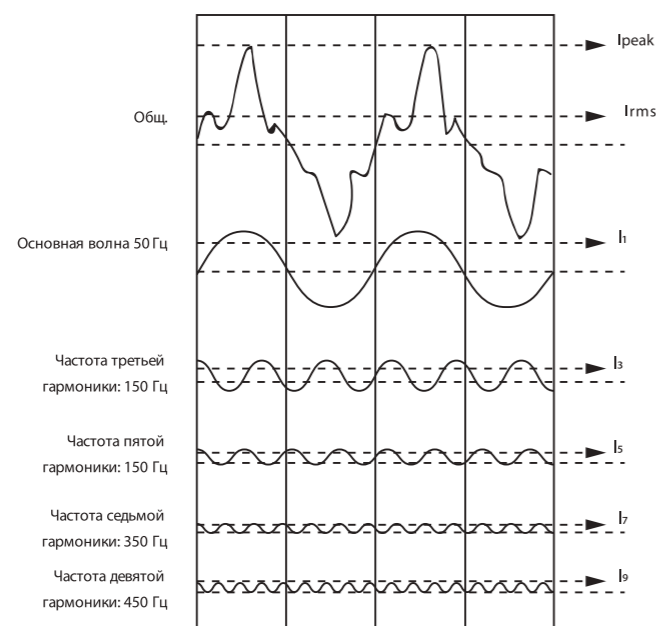 Ipeak
Общ.
Irms
Основная волна 50 Гц
I1
Частота третьей
гармоники: 150 Гц
I3
Частота пятой
гармоники: 150 Гц
I5
Частота седьмой
гармоники: 350 Гц
I7
Частота девятой
гармоники: 450 Гц
I9